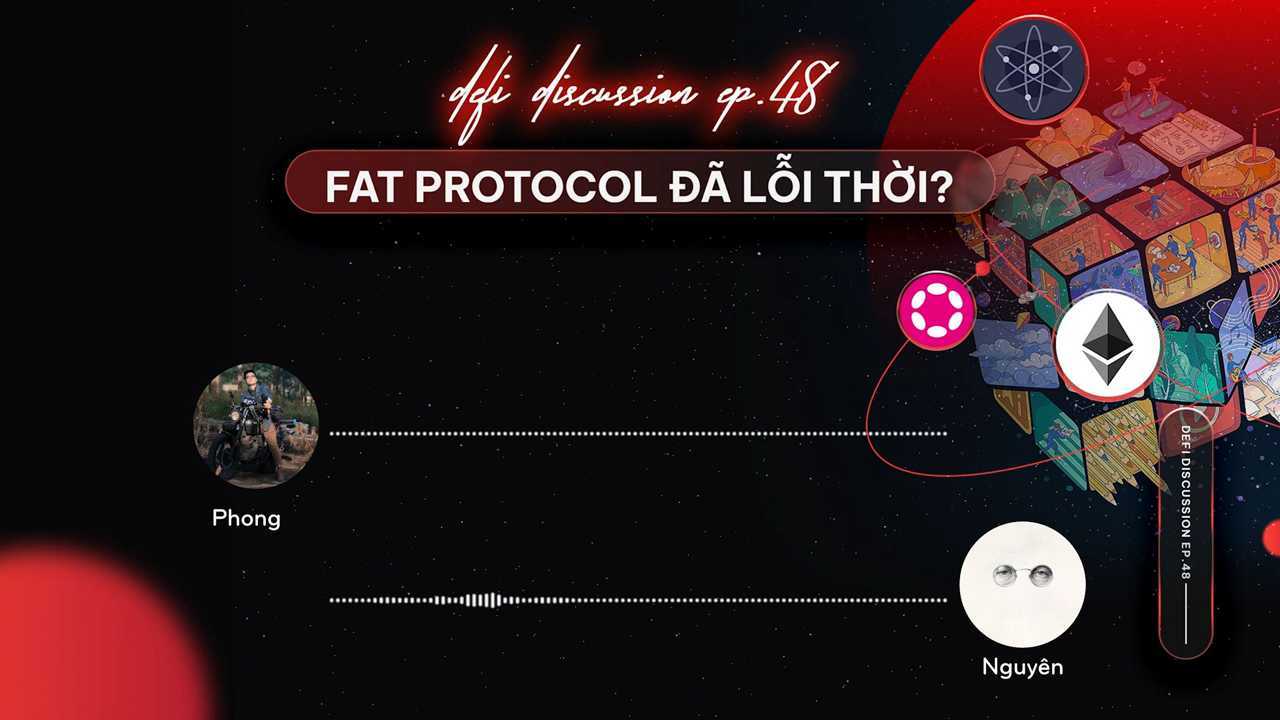 defi discussion ep.48
FAT PROTOCOL ĐÃ LỖI THỜI?
Phong
DEFI DISCUSSION EP.48
Nguyên